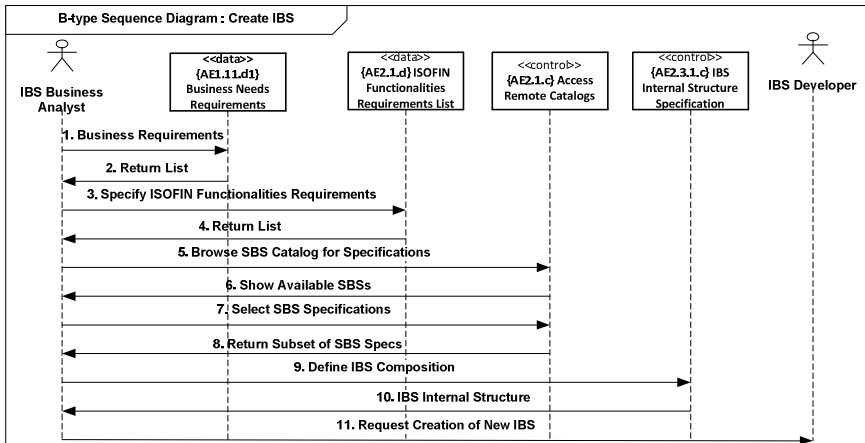 B-type Sequence Diagram : Create IBS
IBS Business
Analyst
<<data>>
{AE1.11.d1}
Business Needs
Requirements
<<data>>
{AE2.1.d} ISOFIN
Functionalities
Requirements List
<<control>>
{AE2.1.c} Access
Remote Catalogs
<<control>>
{AE2.3.1.c} IBS
Internal Structure
Specification
IBS Developer
1. Business Requirements
2. Return List
3. Specify ISOFIN Functionalities Requirements
4. Return List
5. Browse SBS Catalog for Specifications
6. Show Available SBSs
7. Select SBS Specifications
8. Return Subset of SBS Specs
9. Define IBS Composition
10. IBS Internal Structure
11. Request Creation of New IBS